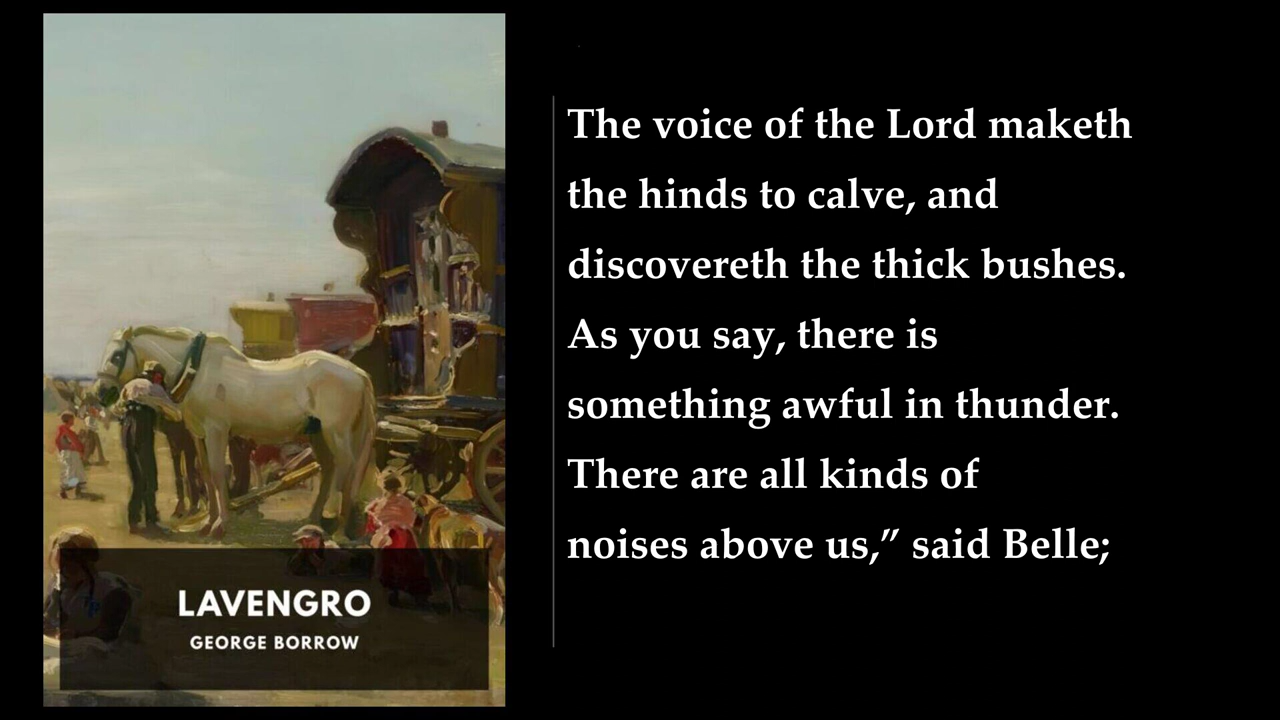 LAVENGRO
GEORGE BORROW
The voice of the Lord maketh
the hinds to calve, and
discovereth the thick bushes.
As you say, there is
something awful in thunder.
There are all kinds of
noises above us,” said Belle;